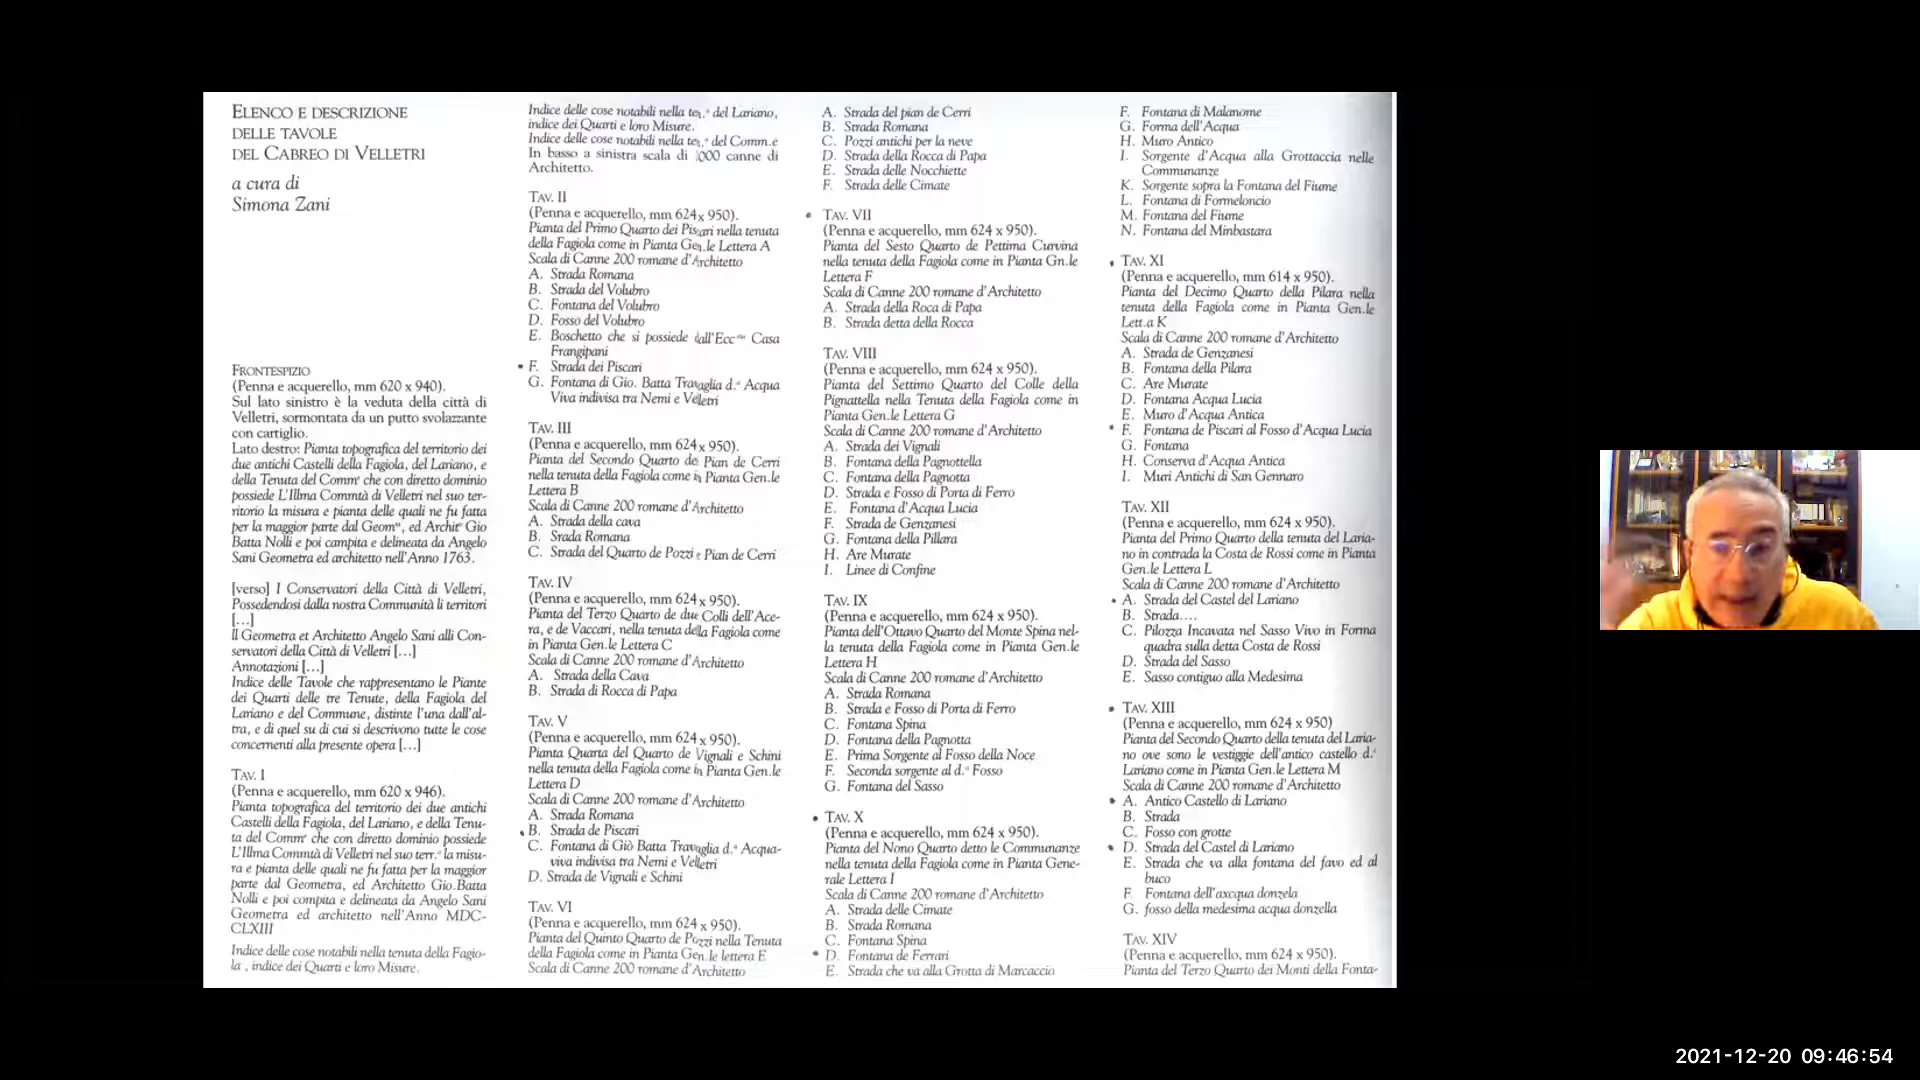 ELENCO E DESCRIZIONE
DELLE TAVOLE
DEL CABREO DI VELLETRI
a cura di
Simona Zani
FRONTESPIZIO
(Penna e acquerello, mm 620 x 940).
Sul lato sinistro è la veduta della città di
Velletri, sormontata da un putto svolazzante
con cartiglio.
Lato destro: Pianta topografica del territorio dei
due antichi Castelli della Fagiola, del Lariano, e
della Tenuta del Comm.e che con diretto dominio
possiede L'Illma Commtà di Velletri nel suo ter-
ritorio la misura e pianta delle quali ne fu fatta
per la maggior parte dal Geom.ra, ed Archit.o Gio
Batta Nolli e poi campita e delineata da Angelo
Sani Geometra ed architetto nell'Anno 1763.
[verso] I Conservatori della Città di Velletri,
Possedendosi dalla nostra Communità li territori
[...]
Il Geometra et Architetto Angelo Sani alli Con-
servatori della Città di Velletri [...]
Annotazioni [...]
Indice delle Tavole che rappresentano le Piante
dei Quarti delle tre Tenute, della Fagiola del
Lariano e del Commune, distinte l'una dall'al-
tra, e di quel su di cui si descrivono tutte le cose
concernenti alla presente opera [...]
TAV. I
(Penna e acquerello, mm 620 x 946).
Pianta topografica del territorio dei due antichi
Castelli della Fagiola, del Lariano, e della Tenu-
ta del Comm.e che con diretto dominio possiede
L'Illma Commtà di Velletri nel suo terr.o la misu-
ra e pianta delle quali ne fu fatta per la maggior
parte dal Geometra, ed Architetto Gio.Batta
Nolli e poi compita e delineata da Angelo Sani
Geometra ed architetto nell'Anno MDC-
CLXIII
Indice delle cose notabili nella tenuta della Fagio-
la , indice dei Quarti e loro Misure.
Indice delle cose notabili nella ten.a del Lariano,
indice dei Quarti e loro Misure.
Indice delle cose notabili nella ten.a del Comm.e
In basso a sinistra scala di 1000 canne di
Architetto.
TAV. II
(Penna e acquerello, mm 624 x 950).
Pianta del Primo Quarto dei Piscari nella tenuta
della Fagiola come in Pianta Gen.le Lettera A
Scala di Canne 200 romane d'Architetto
A. Strada Romana
B. Strada del Volubro
C. Fontana del Volubro
D. Fosso del Volubro
E. Boschetto che si possiede dall'Ecc.ma Casa
Frangipani
F. Strada dei Piscari
G. Fontana di Gio. Batta Travaglia d.a Acqua
Viva indivisa tra Nemi e Velletri
TAV. III
(Penna e acquerello, mm 624 x 950).
Pianta del Secondo Quarto del Pian de Cerri
nella tenuta della Fagiola come in Pianta Gen.le
Lettera B
Scala di Canne 200 romane d'Architetto
A. Strada della cava
B. Srada Romana
C. Strada del Quarto de Pozzi e Pian de Cerri
TAV. IV
(Penna e acquerello, mm 624 x 950).
Pianta del Terzo Quarto de due Colli dell'Ace-
ra, e de Vaccari, nella tenuta della Fagiola come
in Pianta Gen.le Lettera C
Scala di Canne 200 romane d'Architetto
A. Strada della Cava
B. Strada di Rocca di Papa
TAV. V
(Penna e acquerello, mm 624 x 950).
Pianta Quarta del Quarto de Vignali e Schini
nella tenuta della Fagiola come in Pianta Gen.le
Lettera D
Scala di Canne 200 romane d'Architetto
A. Strada Romana
B. Strada de Piscari
C. Fontana di Giò Batta Travaglia d.a Acqua-
viva indivisa tra Nemi e Velletri
D. Strada de Vignali e Schini
TAV. VI
(Penna e acquerello, mm 624 x 950).
Pianta del Quinto Quarto de Pozzi nella Tenuta
della Fagiola come in Pianta Gen.le lettera E
Scala di Canne 200 romane d'Architetto
A. Strada del pian de Cerri
B. Strada Romana
C. Pozzi antichi per la neve
D. Strada della Rocca di Papa
E. Strada delle Nocchiette
F. Strada delle Cimate
TAV. VII
(Penna e acquerello, mm 624 x 950).
Pianta del Sesto Quarto de Pettima Curvina
nella tenuta della Fagiola come in Pianta Gn.le
Lettera F
Scala di Canne 200 romane d'Architetto
A. Strada della Roca di Papa
B. Strada detta della Rocca
TAV. VIII
(Penna e acquerello, mm 624 x 950).
Pianta del Settimo Quarto del Colle della
Pignattella nella Tenuta della Fagiola come in
Pianta Gen.le Lettera G
Scala di Canne 200 romane d'Architetto
A. Strada dei Vignali
B. Fontana della Pagnottella
C. Fontana della Pagnotta
D. Strada e Fosso di Porta di Ferro
E. Fontana d'Acqua Lucia
F. Strada de Genzanesi
G. Fontana della Pillara
H. Are Murate
I. Linee di Confine
TAV. IX
(Penna e acquerello, mm 624 x 950).
Pianta dell'Ottavo Quarto del Monte Spina nel-
la tenuta della Fagiola come in Pianta Gen.le
Lettera H
Scala di Canne 200 romane d'Architetto
A. Strada Romana
B. Strada e Fosso di Porta di Ferro
C. Fontana Spina
D. Fontana della Pagnotta
E. Prima Sorgente al Fosso della Noce
F. Seconda sorgente al d.o Fosso
G. Fontana del Sasso
TAV. X
(Penna e acquerello, mm 624 x 950).
Pianta del Nono Quarto detto le Communanze
nella tenuta della Fagiola come in Pianta Gene-
rale Lettera I
Scala di Canne 200 romane d'Architetto
A. Strada delle Cimate
B. Strada Romana
C. Fontana Spina
D. Fontana de Ferrari
E. Strada che va alla Grotta di Marcaccio
F. Fontana di Malanome
G. Forma dell'Acqua
H. Muro Antico
I. Sorgente d'Acqua alla Grottaccia nelle
Communanze
K. Sorgente sopra la Fontana del Fiume
L. Fontana di Formeloncio
M. Fontana del Fiume
N. Fontana del Minbastara
TAV. XI
(Penna e acquerello, mm 614 x 950).
Pianta del Decimo Quarto della Pilara nella
tenuta della Fagiola come in Pianta Gen.le
Lett.a K
Scala di Canne 200 romane d'Architetto
A. Strada de Genzanesi
B. Fontana della Pilara
C. Are Murate
D. Fontana Acqua Lucia
E. Muro d'Acqua Antica
F. Fontana de Piscari al Fosso d'Acqua Lucia
G. Fontana
H. Conserva d'Acqua Antica
I. Muri Antichi di San Gennaro
TAV. XII
(Penna e acquerello, mm 624 x 950).
Pianta del Primo Quarto della tenuta del Laria-
no in contrada la Costa de Rossi come in Pianta
Gen.le Lettera L
Scala di Canne 200 romane d'Architetto
A. Strada del Castel del Lariano
B. Strada....
C. Pilozza Incavata nel Sasso Vivo in Forma
quadra sulla detta Costa de Rossi
D. Strada del Sasso
E. Sasso contiguo alla Medesima
TAV. XIII
(Penna e acquerello, mm 624 x 950)
Pianta del Secondo Quarto della tenuta del Laria-
no ove sono le vestiggie dell'antico castello d.o
Lariano come in Pianta Gen.le Lettera M
Scala di Canne 200 romane d'Architetto
A. Antico Castello di Lariano
B. Strada
C. Fosso con grotte
D. Strada del Castel di Lariano
E. Strada che va alla fontana del favo ed al
buco
F. Fontana dell'axcqua donzela
G. fosso della medesima acqua donzella
TAV. XIV
(Penna e acquerello, mm 624 x 950).
Pianta del Terzo Quarto dei Monti della Fonta-
2021-12-20 09:46:54